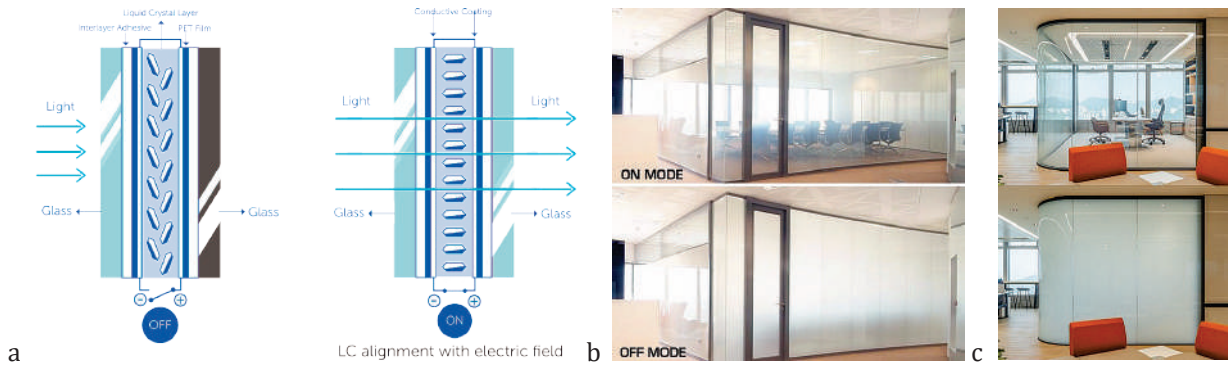 Liquid Crystal Layer
Interlayer Adhesive
PET Film
Light
Glass
Glass
OFF
a
Conductive Coating
Light
Light
Glass
Glass
ON
LC alignment with electric field
b
ON MODE
OFF MODE
c